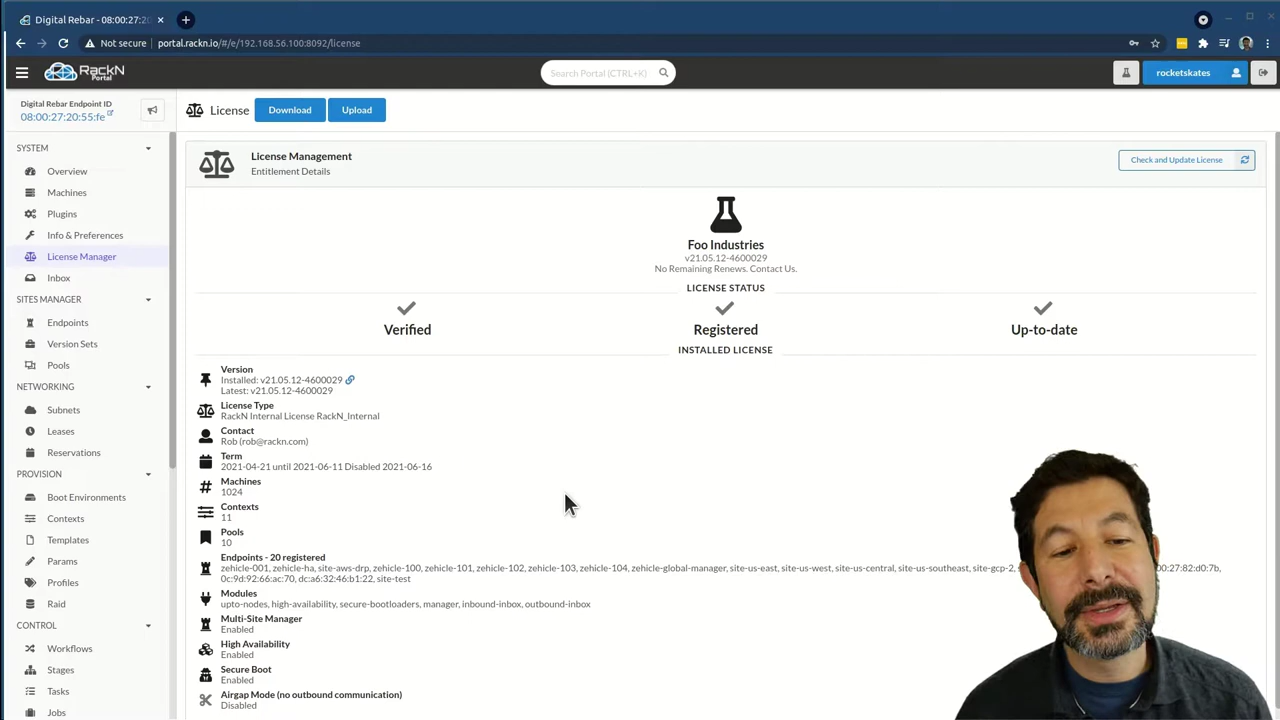 Digital Rebar - 08:00:27:20
Not secure portal.rackn.io/#/e/192.168.56.100:8092/license
RackN
Portal
Search Portal (CTRL+K)
rocketskates
Digital Rebar Endpoint ID
08:00:27:20:55:fe
License Download Upload
SYSTEM
Overview
Machines
Plugins
Info & Preferences
License Manager
Inbox
SITES MANAGER
Endpoints
Version Sets
Pools
NETWORKING
Subnets
Leases
Reservations
PROVISION
Boot Environments
Contexts
Templates
Params
Profiles
Raid
CONTROL
Workflows
Stages
Tasks
Jobs
License Management
Entitlement Details
Check and Update License
Foo Industries
v21.05.12-4600029
No Remaining Renews. Contact Us.
LICENSE STATUS
Verified Registered Up-to-date
INSTALLED LICENSE
Version
Installed: v21.05.12-4600029
Latest: v21.05.12-4600029
License Type
RackN Internal License RackN_Internal
Contact
Rob (rob@rackn.com)
Term
2021-04-21 until 2021-06-11 Disabled 2021-06-16
Machines
1024
Contexts
11
Pools
10
Endpoints - 20 registered
zehicle-001, zehicle-ha, site-aws-drp, zehicle-100, zehicle-101, zehicle-102, zehicle-103, zehicle-104, zehicle-global-manager, site-us-east, site-us-west, site-us-central, site-us-southeast, site-gcp-2, :00:27:82:d0:7b,
0c:9d:92:66:ac:70, dc:a6:32:46:b1:22, site-test
Modules
upto-nodes, high-availability, secure-bootloaders, manager, inbound-inbox, outbound-inbox
Multi-Site Manager
Enabled
High Availability
Enabled
Secure Boot
Enabled
Airgap Mode (no outbound communication)
Disabled